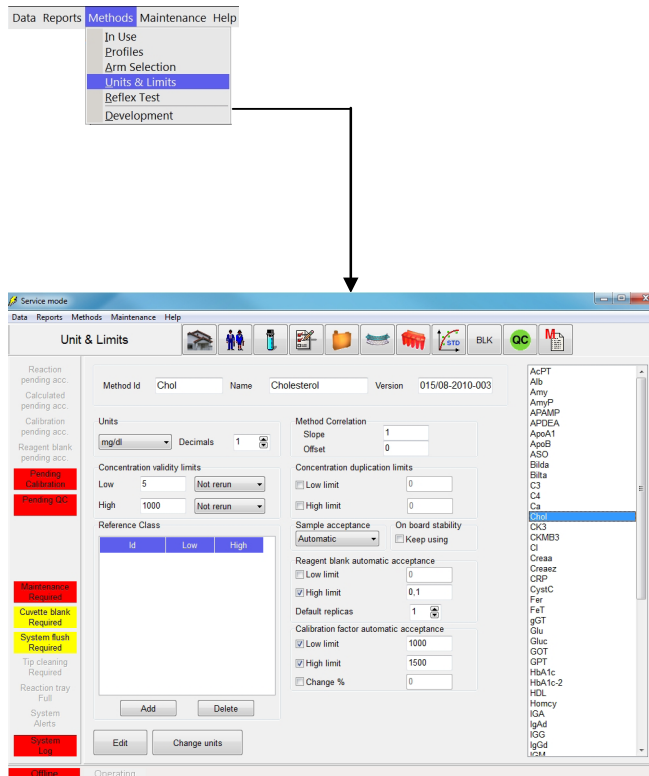 Data Reports Methods Maintenance Help
In Use
Profiles
Arm Selection
Units & Limits
Reflex Test
Development
Service mode
Data Reports Methods Maintenance Help
Unit & Limits
STD
BLK
QC
M
Reaction
pending acc.
Calculated
pending acc.
Calibration
pending acc.
Reagent blank
pending acc.
Pending
Calibration
Pending QC
Maintenance
Required
Cuvette blank
Required
System flush
Required
Tip cleaning
Required
Reaction tray
Full
System
Alerts
System
Log
Offline
Operating
Method Id Chol Name Cholesterol Version 015/08-2010-003
Units
mg/dl Decimals 1
Concentration validity limits
Low 5 Not rerun
High 1000 Not rerun
Reference Class
Id Low High
Add Delete
Edit Change units
Method Correlation
Slope 1
Offset 0
Concentration duplication limits
Low limit 0
High limit 0
Sample acceptance On board stability
Automatic Keep using
Reagent blank automatic acceptance
Low limit 0
High limit 0,1
Default replicas 1
Calibration factor automatic acceptance
Low limit 1000
High limit 1500
Change % 0
AcPT
Alb
Amy
AmyP
APAMP
APDEA
ApoA1
ApoB
ASO
Bilda
Bilta
C3
C4
Ca
Chol
CK3
CKMB3
Cl
Creaa
Creaez
CRP
CystC
Fer
FeT
gGT
Glu
Gluc
GOT
GPT
HbA1c
HbA1c-2
HDL
Homcy
IGA
IgAd
IGG
IgGd
IGM